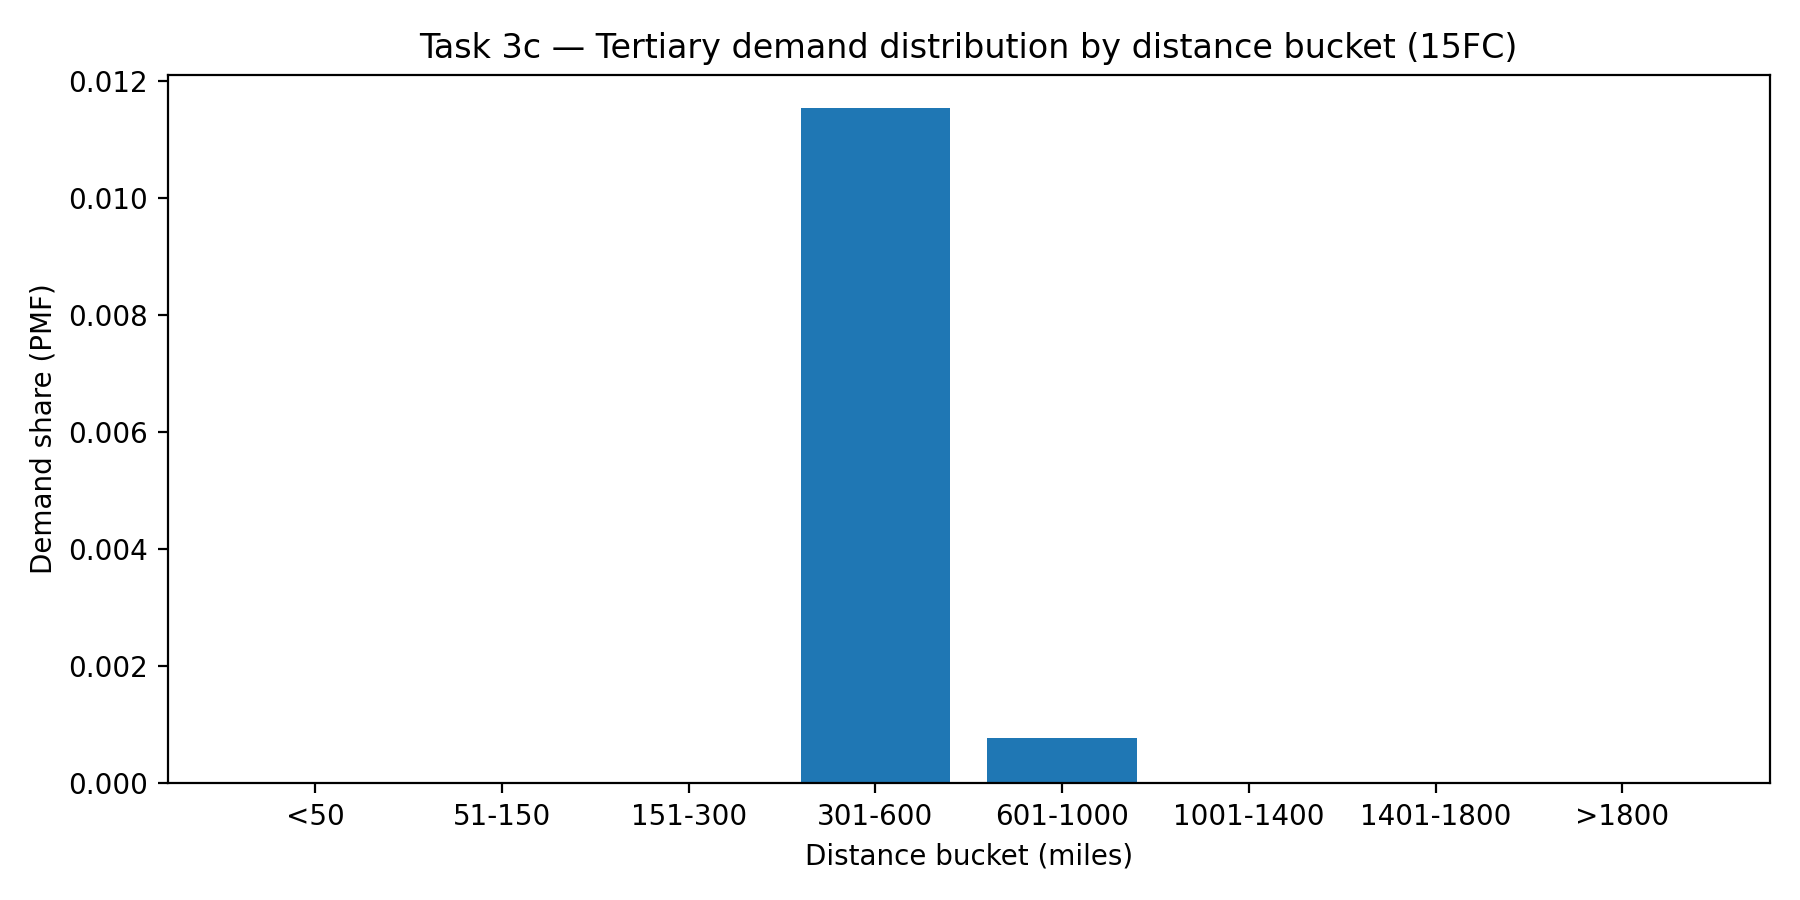 Task 3c — Tertiary demand distribution by distance bucket (15FC)
0.012
0.010
0.008
0.006
0.004
0.002
0.000
Demand share (PMF)
<50 51-150 151-300 301-600 601-1000 1001-1400 1401-1800 >1800
Distance bucket (miles)